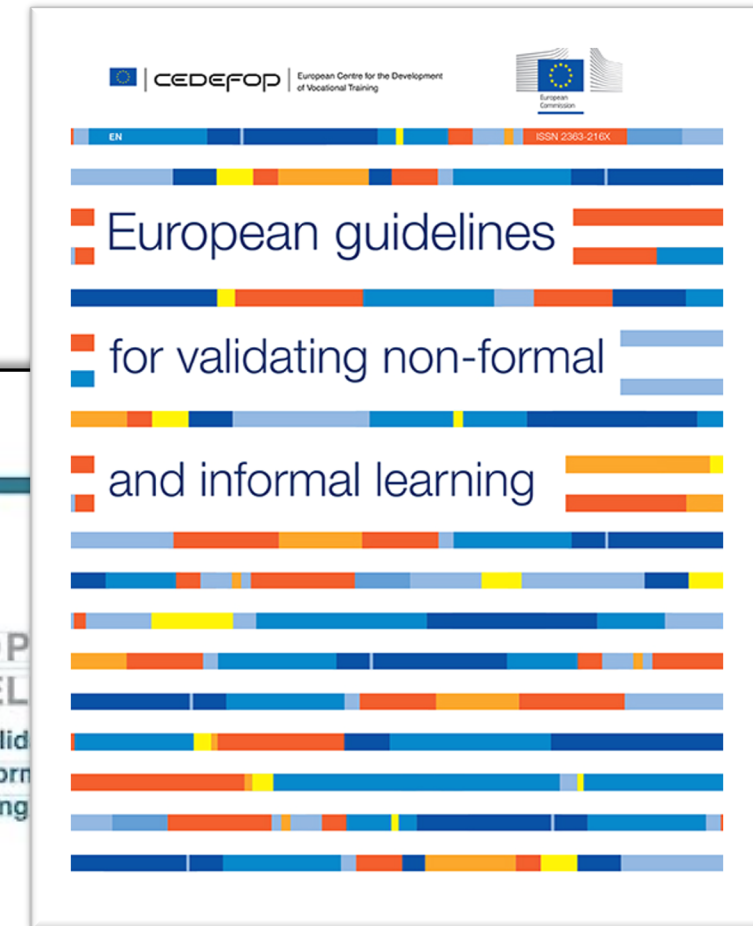 CEDEFOP
European Centre for the Development
of Vocational Training
European
Commission
EN
ISSN 2363-216X
European guidelines
for validating non-formal
and informal learning